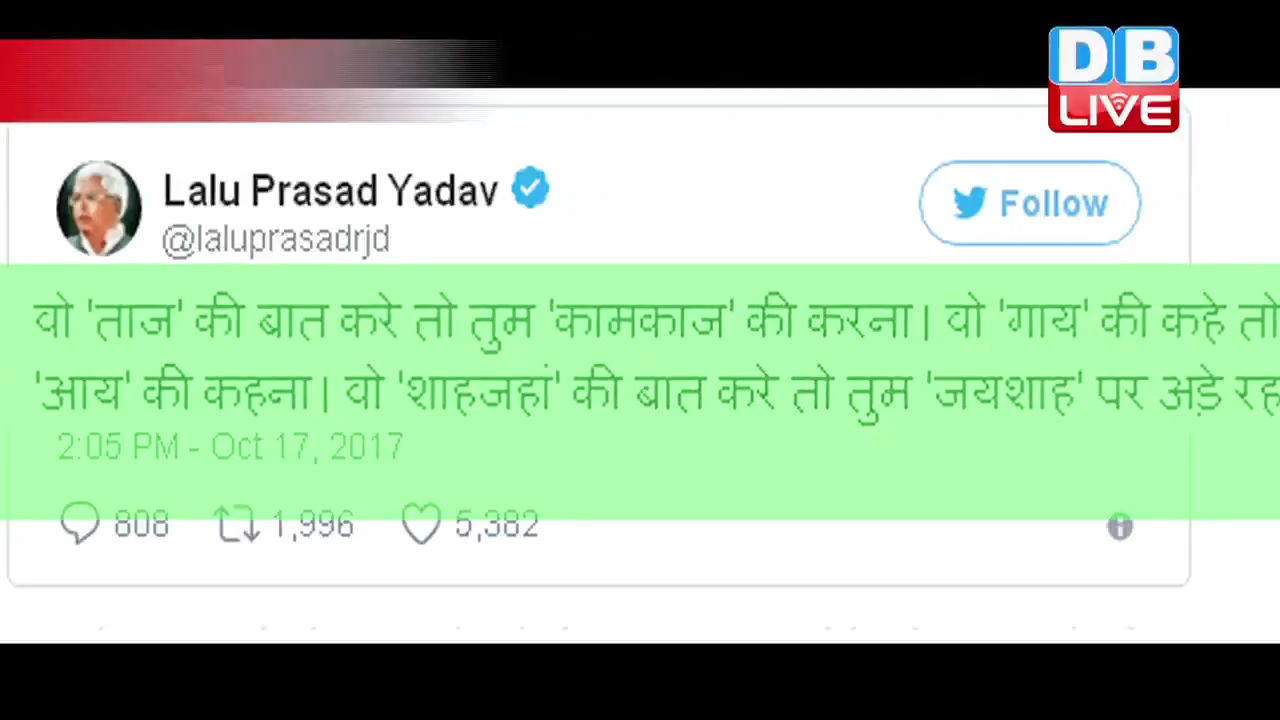 DB
LIVE
Lalu Prasad Yadav
Follow
@laluprasadrjd
वो 'ताज' की बात करे तो तुम 'कामकाज' की करना। वो 'गाय' की कहे तो
'आय' की कहना। वो 'शाहजहां' की बात करे तो तुम 'जयशाह' पर अड़े रह
2:05 PM - Oct 17, 2017
808 1,996 5,382